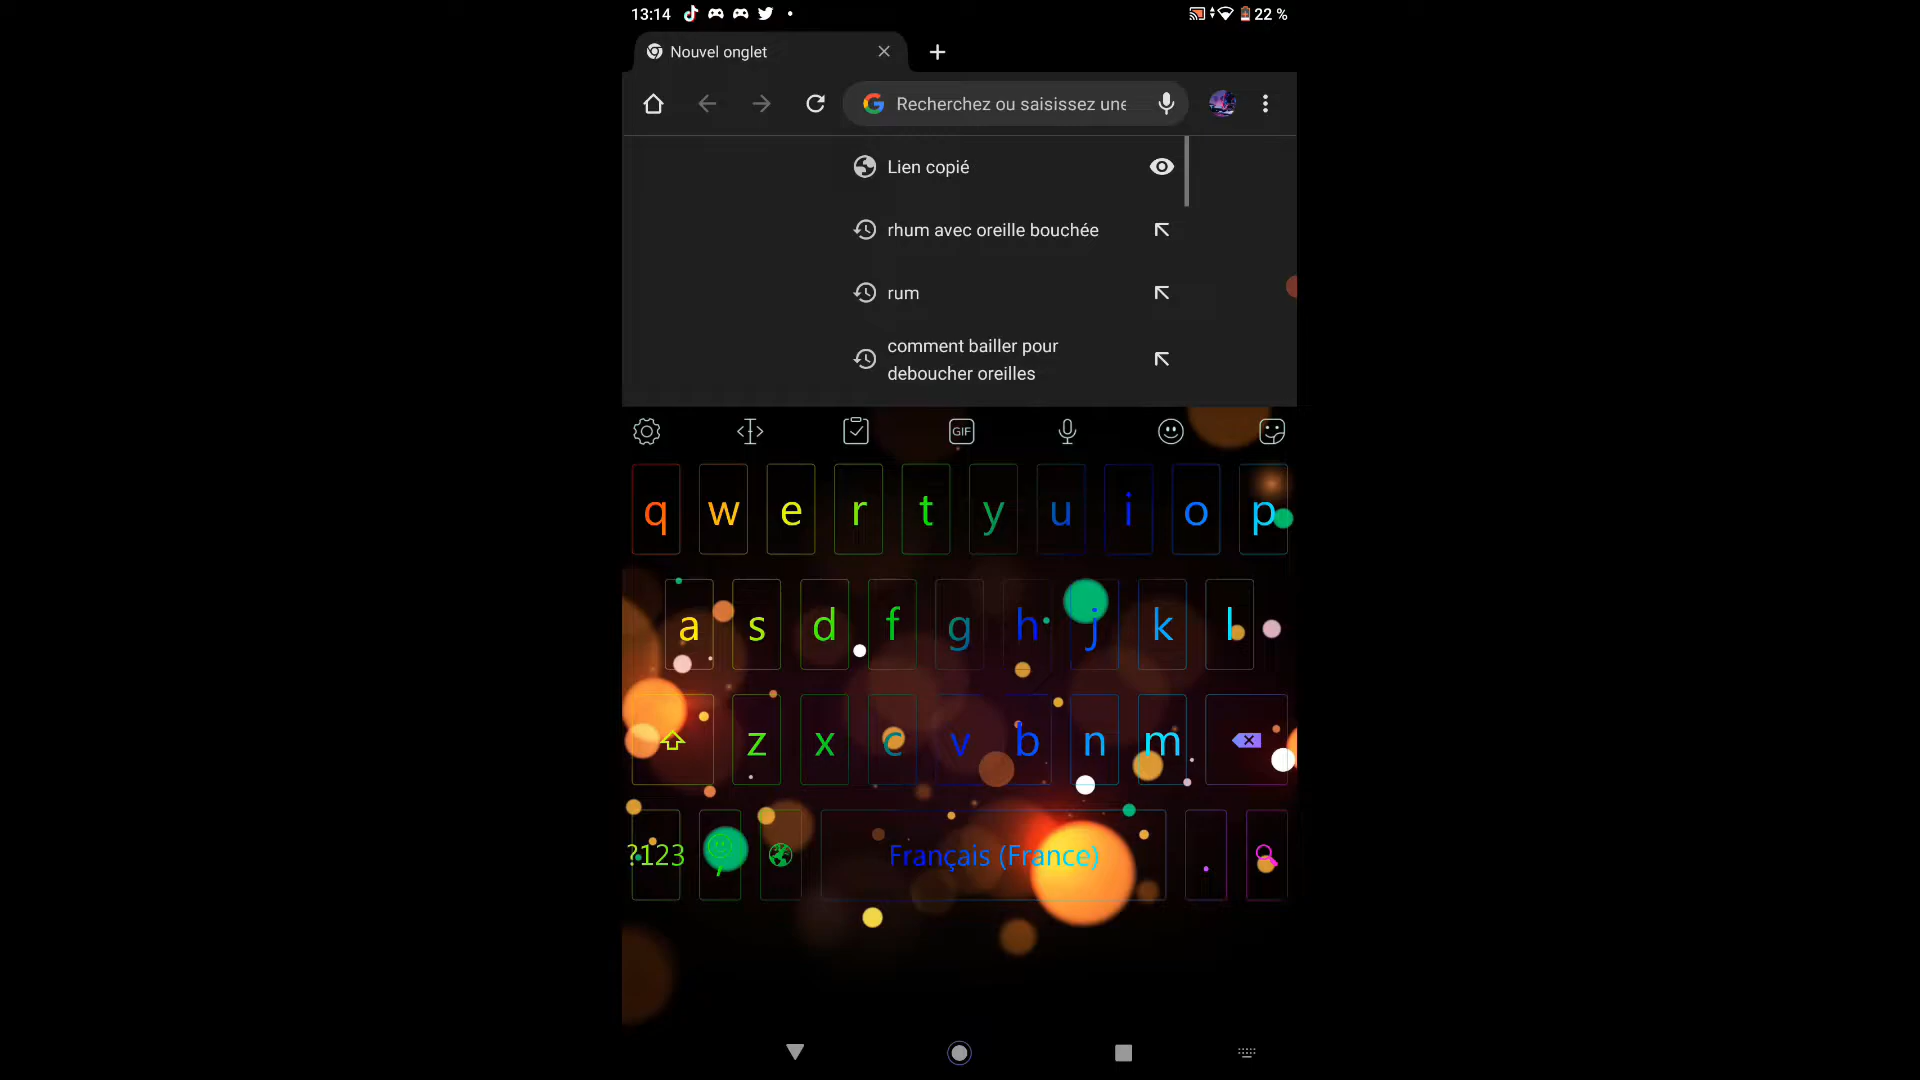 13:14
22 %
Nouvel onglet
Recherchez ou saisissez une
Lien copié
rhum avec oreille bouchée
rum
comment bailler pour
deboucher oreilles
GIF
q w e r t y u i o p
a s d f g h j k l
z x c v b n m
?123 Français (France) .